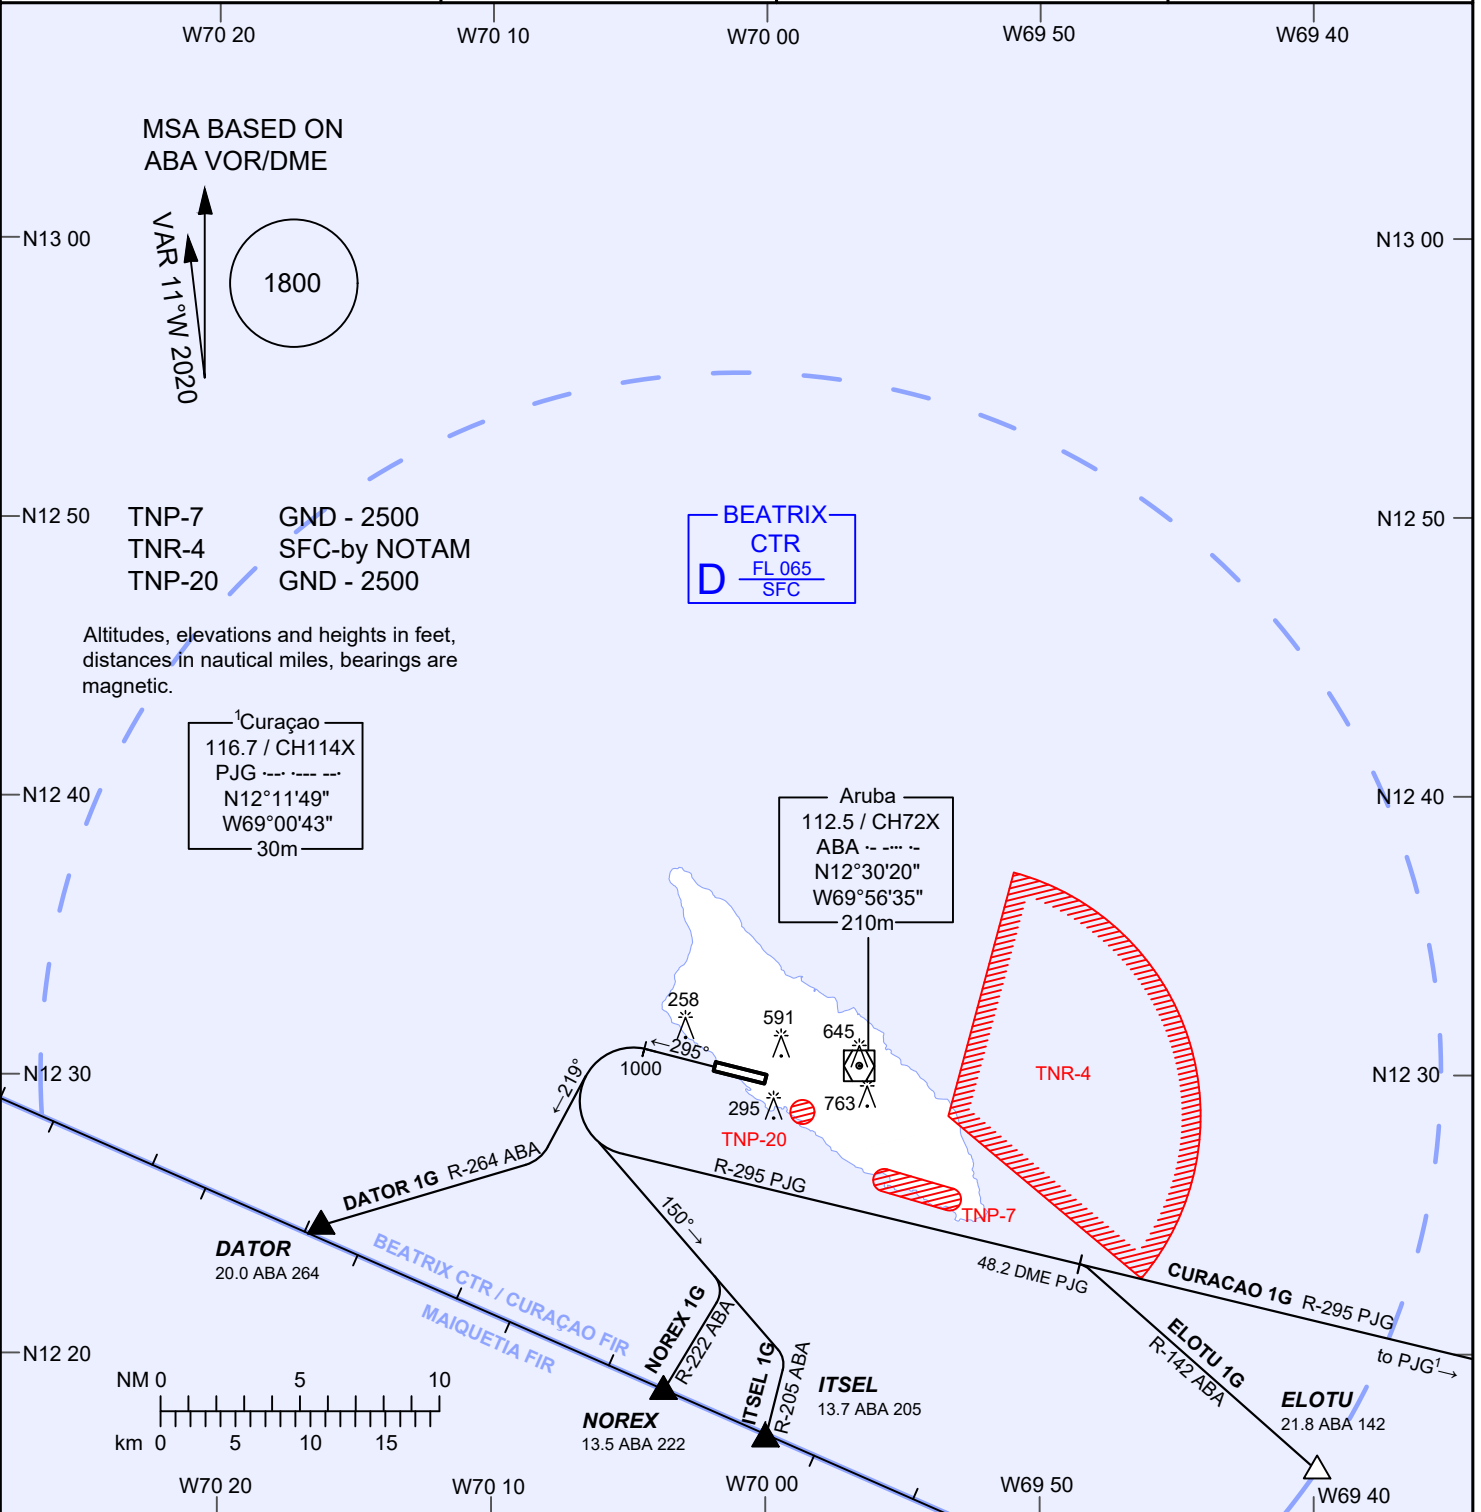 W70 20
W70 10
W70 00
W69 50
W69 40
MSA BASED ON
ABA VOR/DME
VAR 11°W 2020
1800
N13 00
N13 00
N12 50
N12 50
TNP-7 GND - 2500
TNR-4 SFC-by NOTAM
TNP-20 GND - 2500
BEATRIX
CTR
D FL 065
SFC
Altitudes, elevations and heights in feet,
distances in nautical miles, bearings are
magnetic.
1Curaçao
116.7 / CH114X
PJG ·--· ·--- --·
N12°11'49"
W69°00'43"
30m
N12 40
N12 40
Aruba
112.5 / CH72X
ABA ·- -··· ·-
N12°30'20"
W69°56'35"
210m
258
591
645
←295°
1000
←219°
N12 30
N12 30
TNR-4
295
763
TNP-20
DATOR 1G R-264 ABA
R-295 PJG
TNP-7
150°→
DATOR
20.0 ABA 264
BEATRIX CTR / CURAÇAO FIR
MAIQUETIA FIR
48.2 DME PJG
CURACAO 1G R-295 PJG
to PJG1→
NOREX 1G
R-222 ABA
ITSEL 1G
R-205 ABA
ELOTU 1G
R-142 ABA
N12 20
NM 0 5 10
km 0 5 10 15
ITSEL
13.7 ABA 205
NOREX
13.5 ABA 222
ELOTU
21.8 ABA 142
W70 20
W70 10
W70 00
W69 50
W69 40